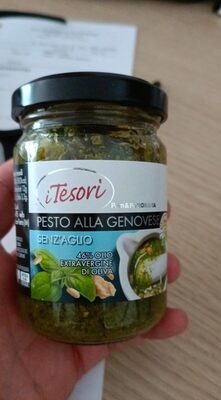 i Tesori
PESTO ALLA GENOVESE
SENZ'AGLIO
46% OLIO
EXTRAVERGINE
DI OLIVA